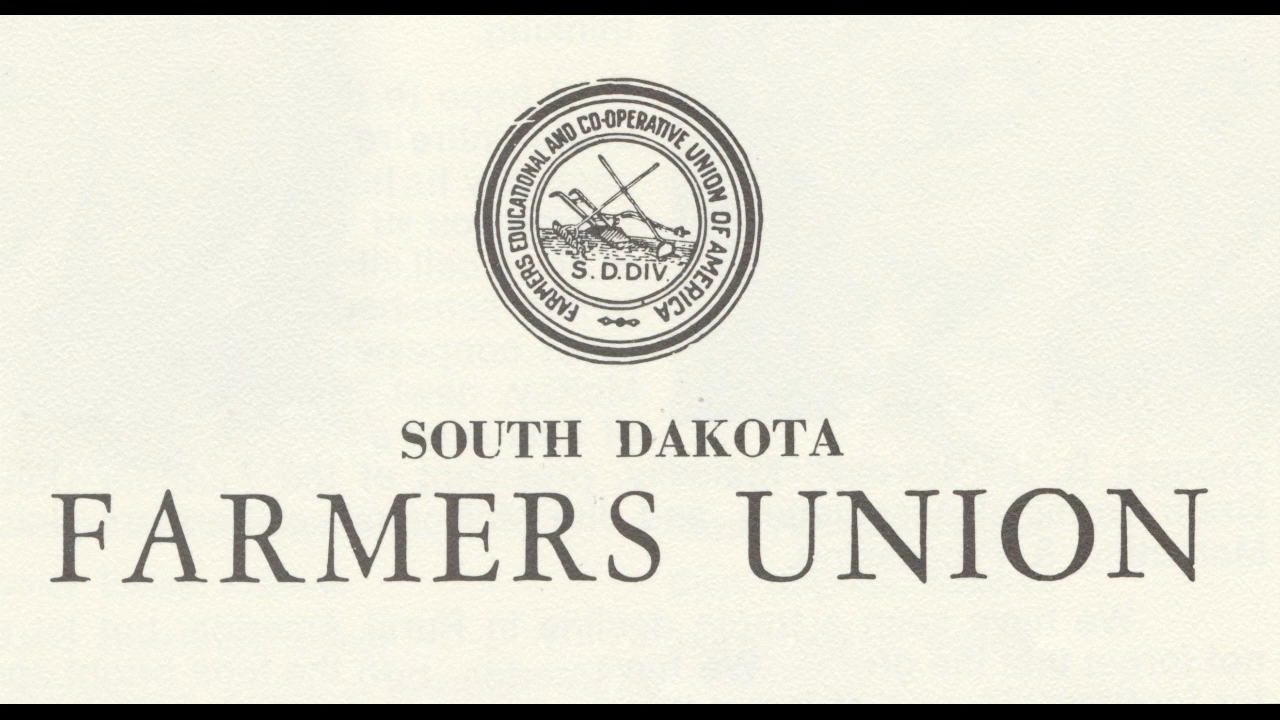 FARMERS EDUCATIONAL AND CO-OPERATIVE UNION OF AMERICA
S. D. DIV.
SOUTH DAKOTA
FARMERS UNION